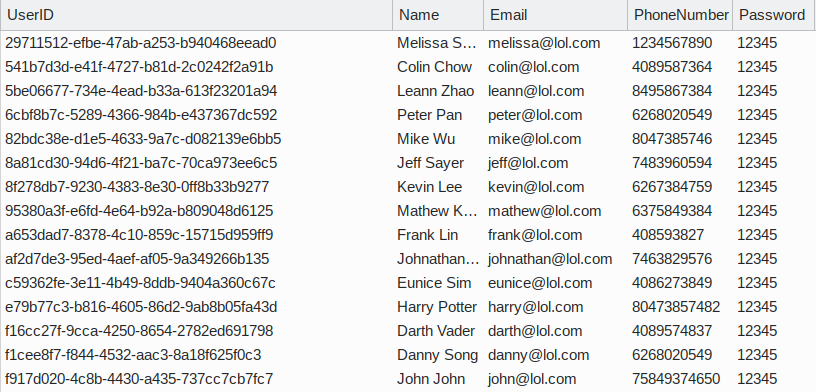 UserID Name Email PhoneNumber Password
29711512-efbe-47ab-a253-b940468eead0 Melissa S... melissa@lol.com 1234567890 12345
541b7d3d-e41f-4727-b81d-2c0242f2a91b Colin Chow colin@lol.com 4089587364 12345
5be06677-734e-4ead-b33a-613f23201a94 Leann Zhao leann@lol.com 8495867384 12345
6cbf8b7c-5289-4366-984b-e437367dc592 Peter Pan peter@lol.com 6268020549 12345
82bdc38e-d1e5-4633-9a7c-d082139e6bb5 Mike Wu mike@lol.com 8047385746 12345
8a81cd30-94d6-4f21-ba7c-70ca973ee6c5 Jeff Sayer jeff@lol.com 7483960594 12345
8f278db7-9230-4383-8e30-0ff8b33b9277 Kevin Lee kevin@lol.com 6267384759 12345
95380a3f-e6fd-4e64-b92a-b809048d6125 Mathew K... mathew@lol.com 6375849384 12345
a653dad7-8378-4c10-859c-15715d959ff9 Frank Lin frank@lol.com 408593827 12345
af2d7de3-95ed-4aef-af05-9a349266b135 Johnathan... johnathan@lol.com 7463829576 12345
c59362fe-3e11-4b49-8ddb-9404a360c67c Eunice Sim eunice@lol.com 4086273849 12345
e79b77c3-b816-4605-86d2-9ab8b05fa43d Harry Potter harry@lol.com 80473857482 12345
f16cc27f-9cca-4250-8654-2782ed691798 Darth Vader darth@lol.com 4089574837 12345
f1cee8f7-f844-4532-aac3-8a18f625f0c3 Danny Song danny@lol.com 6268020549 12345
f917d020-4c8b-4430-a435-737cc7cb7fc7 John John john@lol.com 75849374650 12345